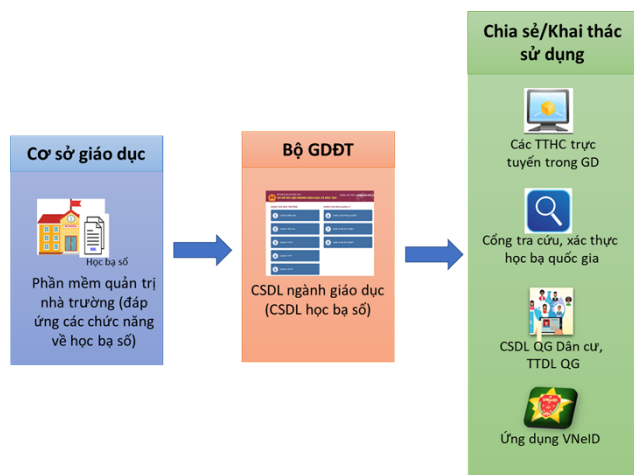 Cơ sở giáo dục
Học bạ số
Phần mềm quản trị
nhà trường (đáp
ứng các chức năng
về học bạ số)
Bộ GDĐT
CSDL ngành giáo dục
(CSDL học bạ số)
Chia sẻ/Khai thác
sử dụng
Các TTHC trực
tuyến trong GD
Cổng tra cứu, xác thực
học bạ quốc gia
CSDL QG Dân cư,
TTDL QG
Ứng dụng VNeID